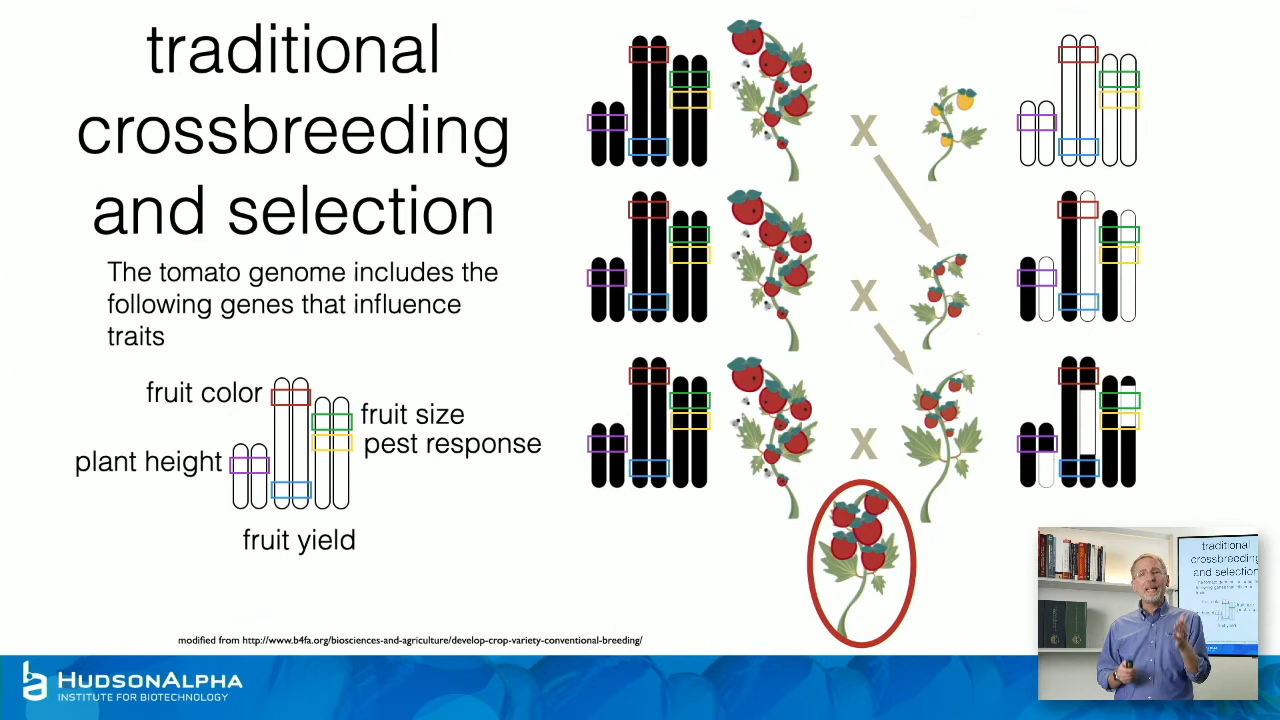 traditional
crossbreeding
and selection
The tomato genome includes the
following genes that influence
traits
fruit color
fruit size
pest response
plant height
fruit yield
X
X
X
modified from http://www.b4fa.org/biosciences-and-agriculture/develop-crop-variety-conventional-breeding/
HUDSONALPHA
INSTITUTE FOR BIOTECHNOLOGY
traditional
crossbreeding
and selection